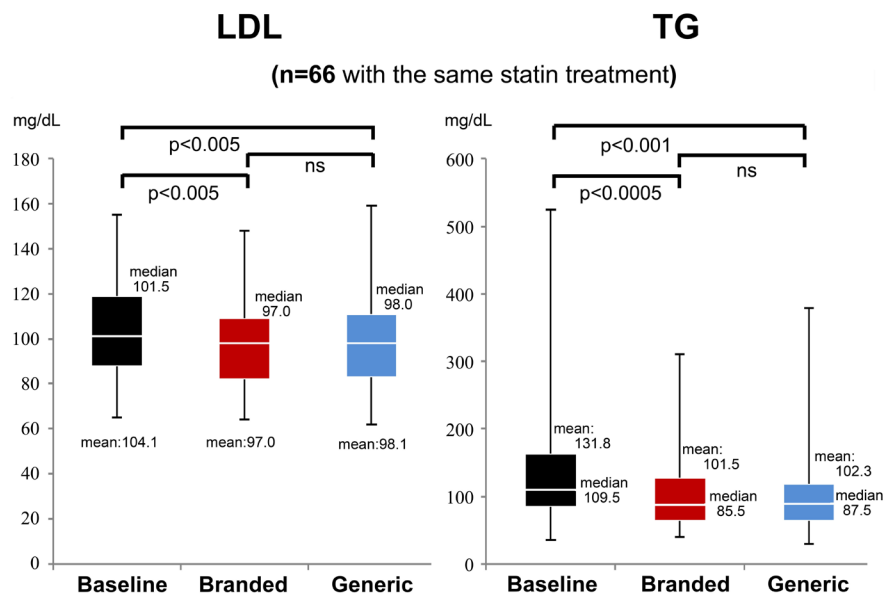 LDL
TG
(n=66 with the same statin treatment)
mg/dL
p<0.005
ns
p<0.005
180
160
140
120
100
80
60
40
20
0
median
101.5
median
97.0
median
98.0
mean:104.1
mean:97.0
mean:98.1
Baseline
Branded
Generic
mg/dL
p<0.001
ns
p<0.0005
600
500
400
300
200
100
0
mean:
131.8
median
109.5
mean:
101.5
median
85.5
mean:
102.3
median
87.5
Baseline
Branded
Generic